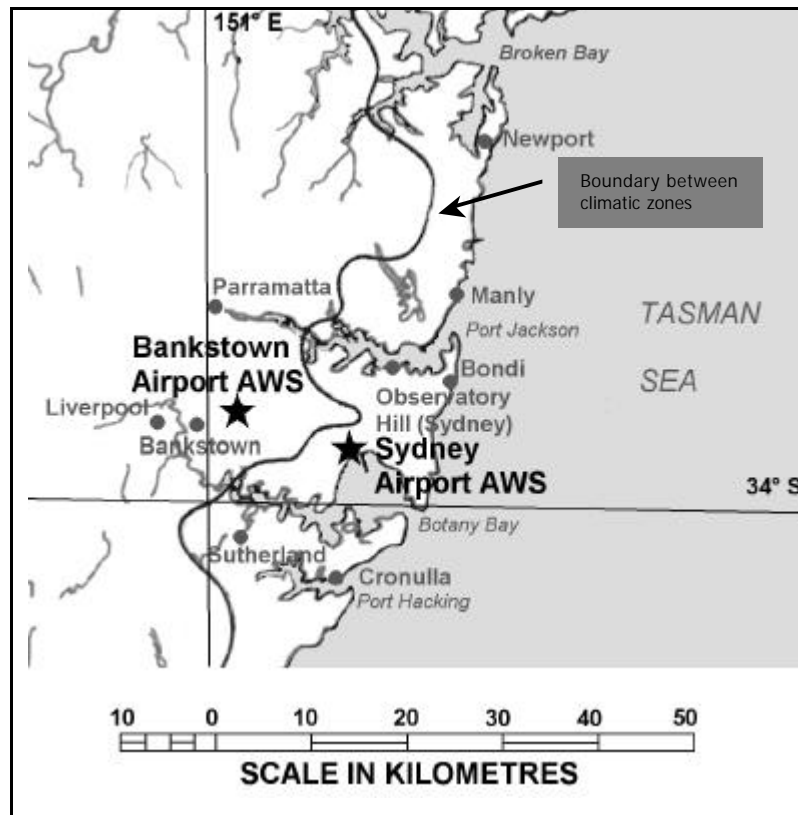 151° E
Broken Bay
Newport
Boundary between
climatic zones
Parramatta
Manly
TASMAN
SEA
Port Jackson
Bankstown
Airport AWS
Bondi
Observatory
Hill (Sydney)
Liverpool
Bankstown
Sydney
Airport AWS
34° S
Botany Bay
Sutherland
Cronulla
Port Hacking
10 0 10 20 30 40 50
SCALE IN KILOMETRES